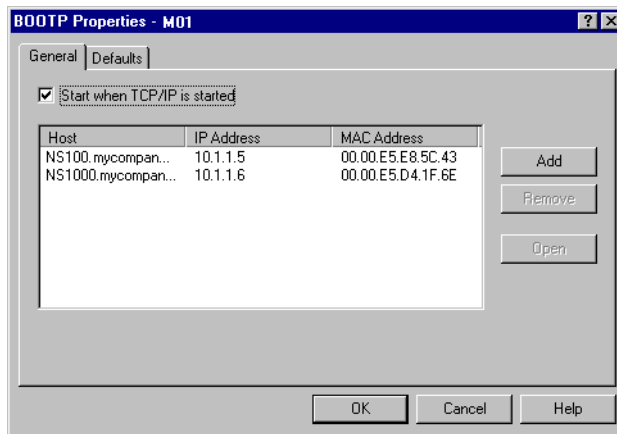 BOOTP Properties - M01
General Defaults
Start when TCP/IP is started
Host IP Address MAC Address
NS100.mycompan... 10.1.1.5 00.00.E5.E8.5C.43
NS1000.mycompan... 10.1.1.6 00.00.E5.D4.1F.6E
Add
Remove
Open
OK Cancel Help